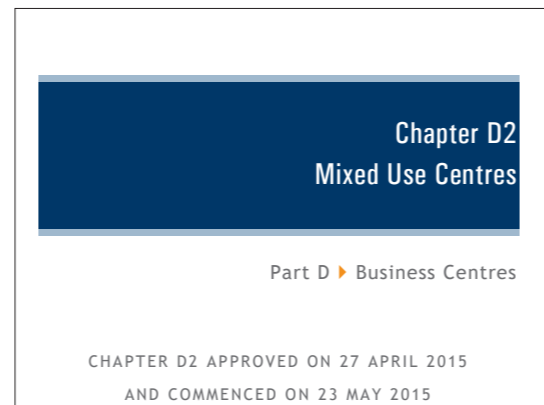 Chapter D2
Mixed Use Centres
Part D Business Centres
CHAPTER D2 APPROVED ON 27 APRIL 2015
AND COMMENCED ON 23 MAY 2015